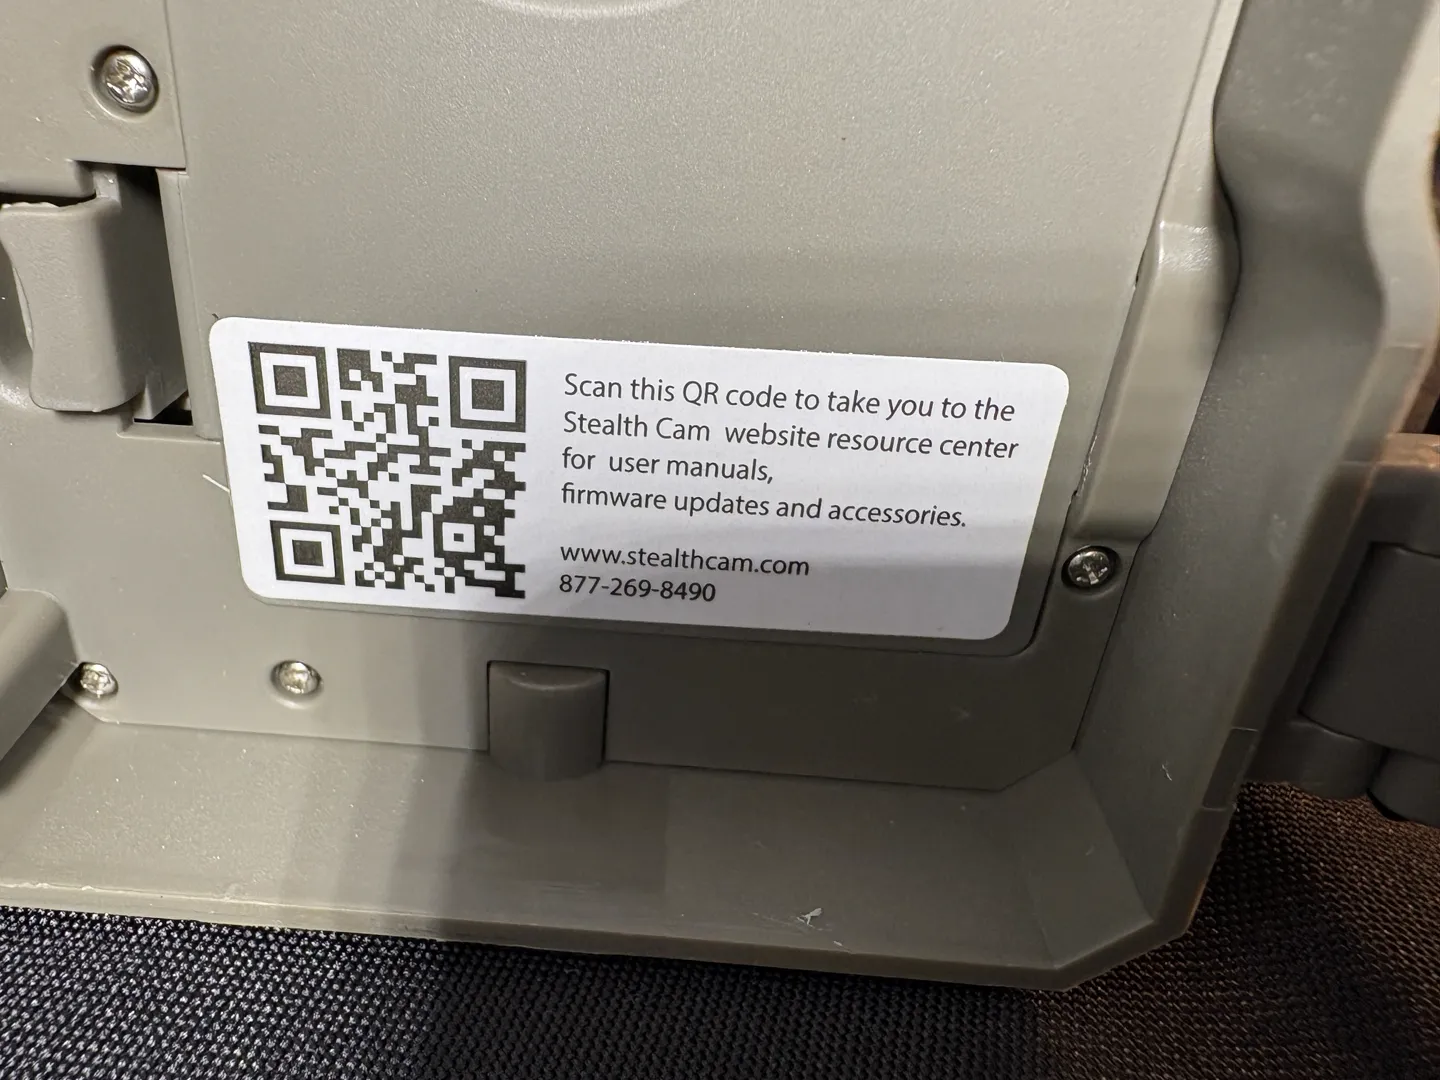 Scan this QR code to take you to the
Stealth Cam website resource center
for user manuals,
firmware updates and accessories.
www.stealthcam.com
877-269-8490